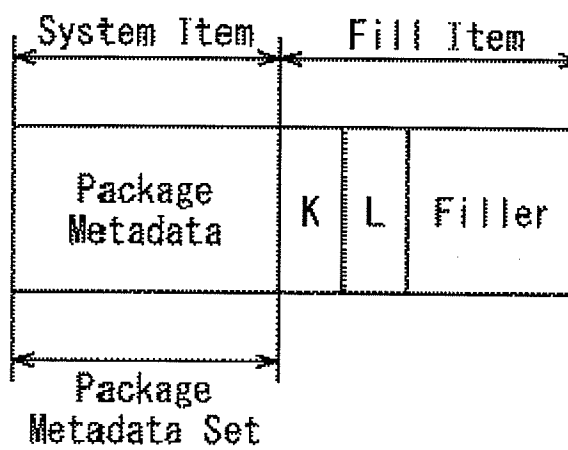 System Item
Fill Item
Package
Metadata
K
L
Filler
Package
Metadata Set